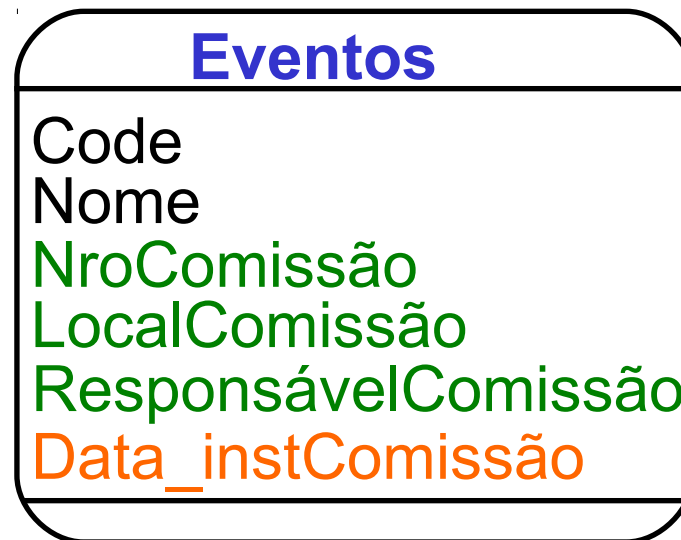 Eventos
Code
Nome
NroComissão
LocalComissão
ResponsávelComissão
Data_instComissão